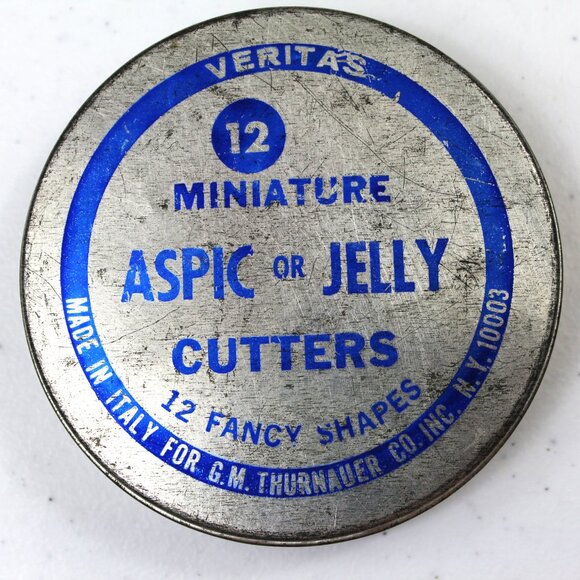 VERITAS
12
MINIATURE
ASPIC OR JELLY
CUTTERS
12 FANCY SHAPES
MADE IN ITALY FOR G.M. THURNAUER CO. INC. N.Y. 10003